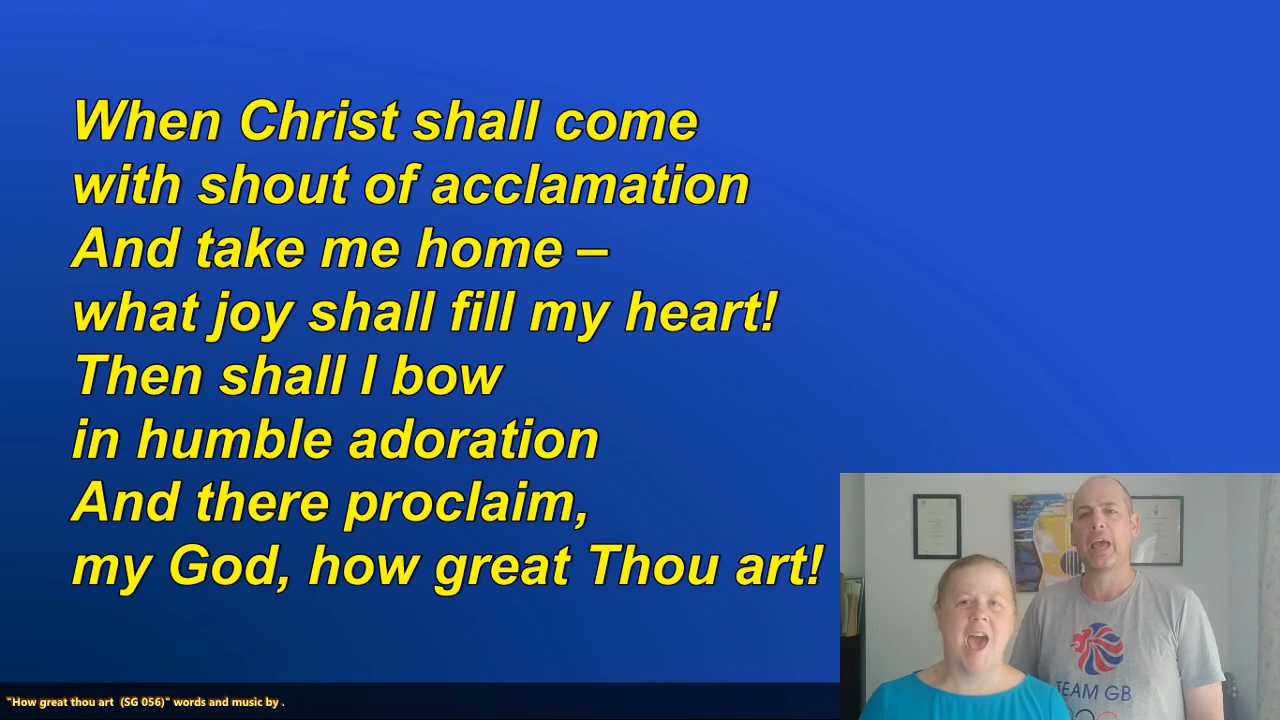 When Christ shall come
with shout of acclamation
And take me home –
what joy shall fill my heart!
Then shall I bow
in humble adoration
And there proclaim,
my God, how great Thou art!
TEAM GB
"How great thou art  (SG 056)" words and music by .